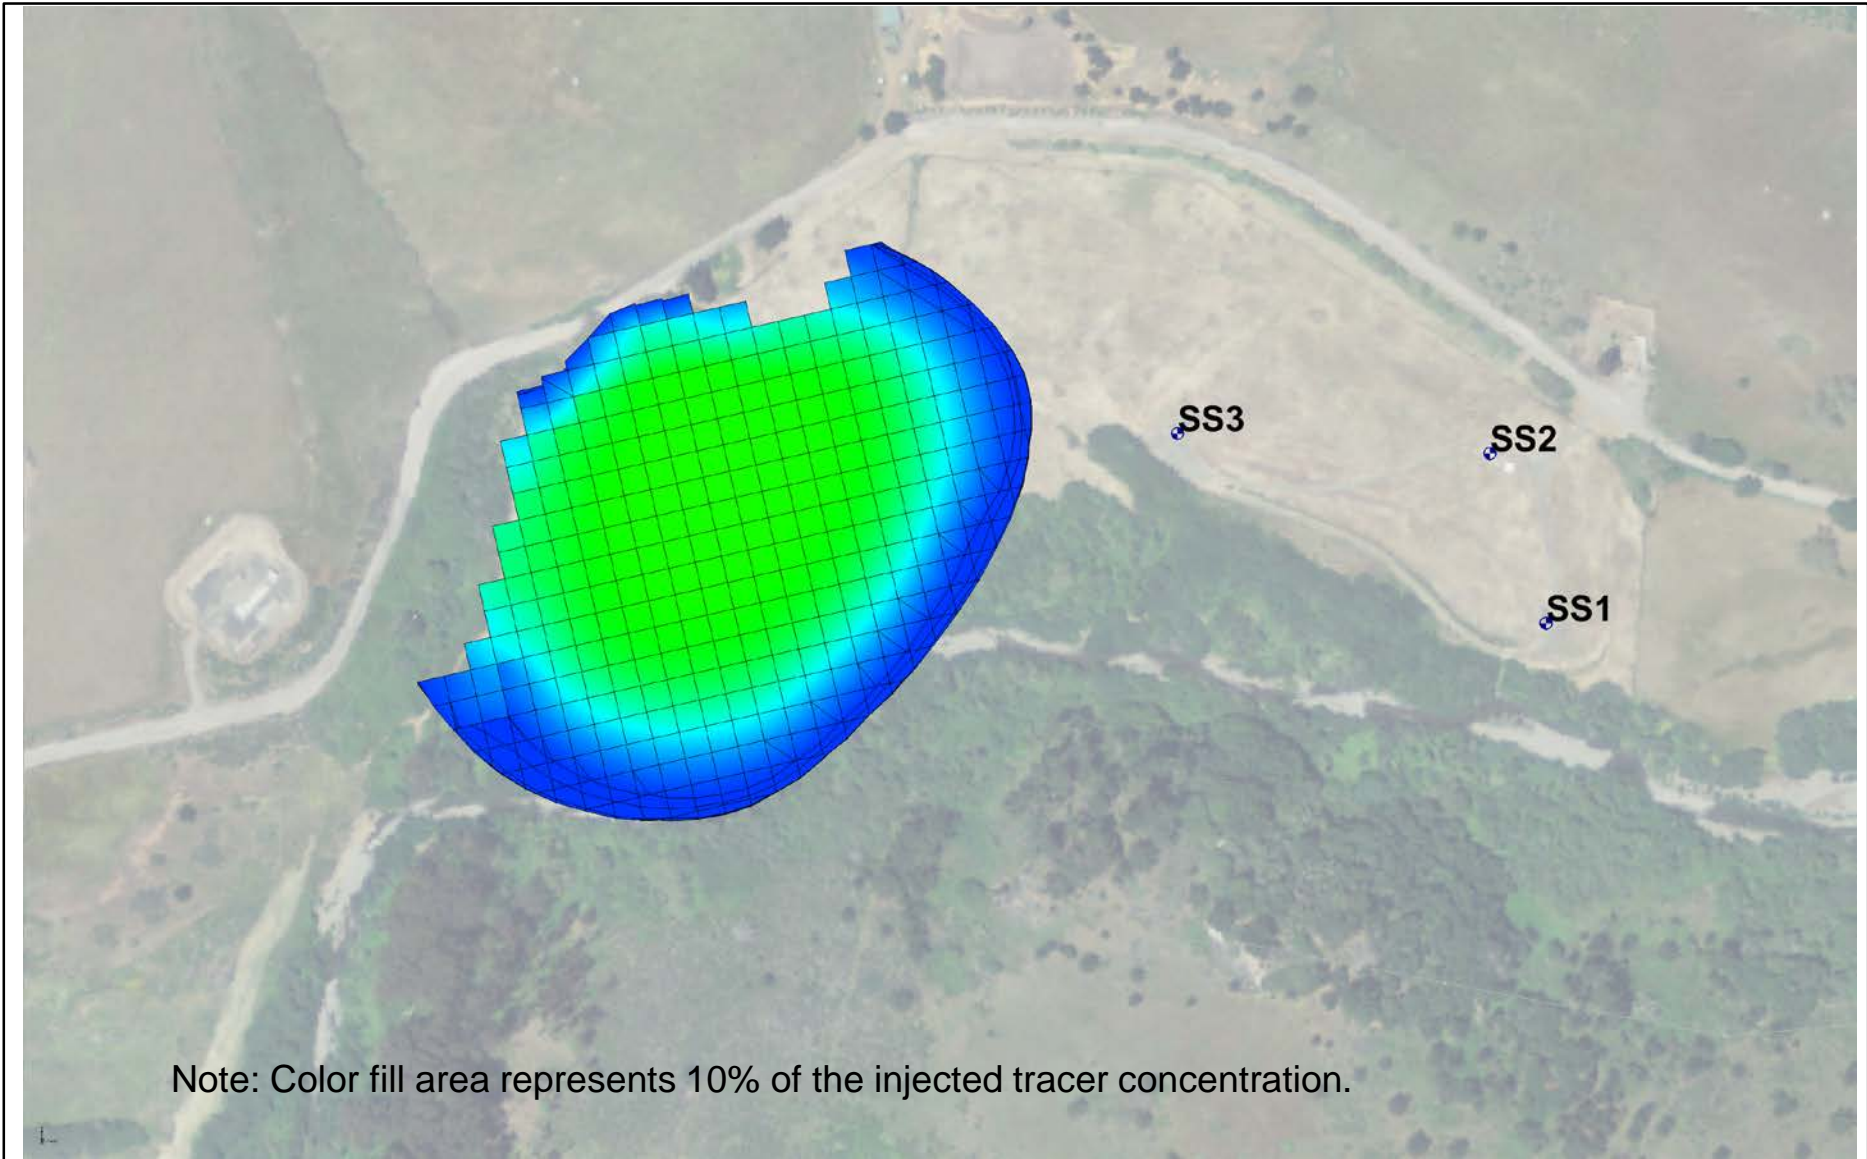 SS3
SS2
SS1
Note: Color fill area represents 10% of the injected tracer concentration.